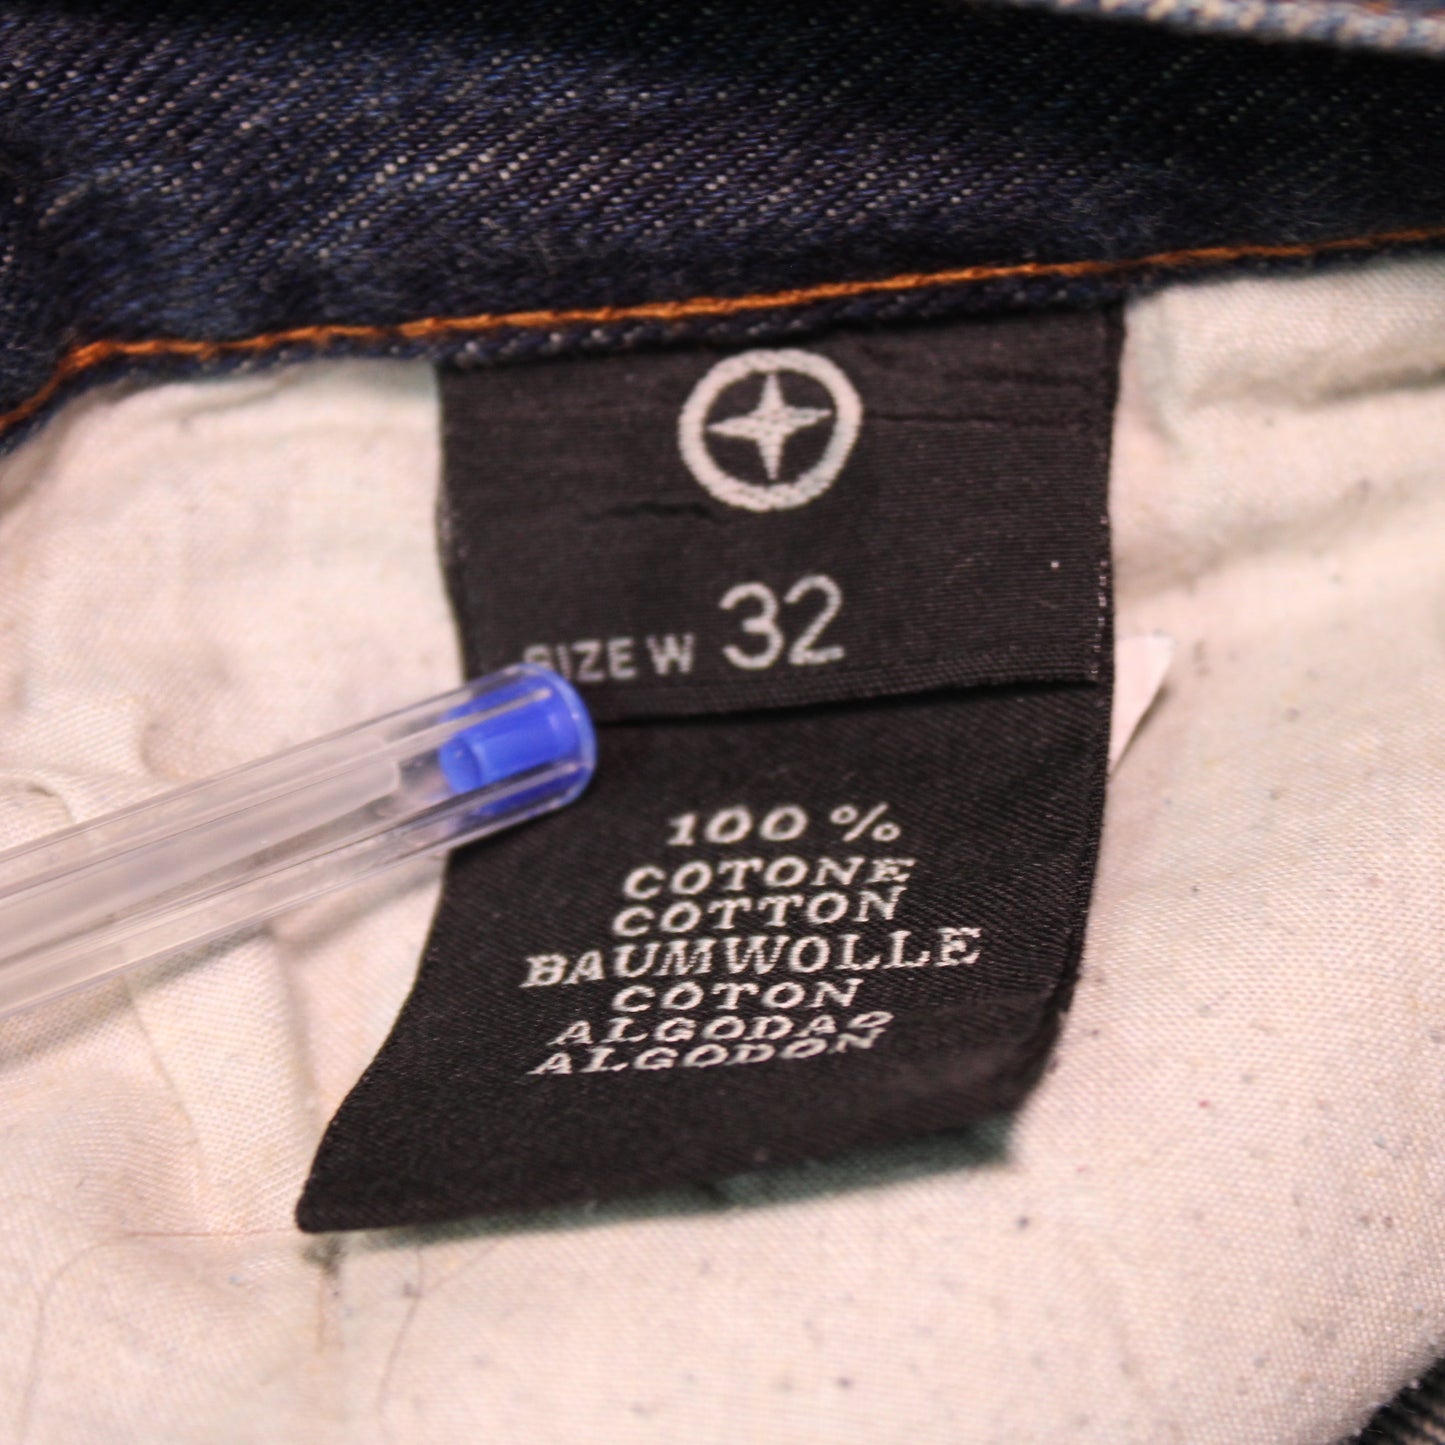 SIZE W 32
100 %
COTONE
COTTON
BAUMWOLLE
COTON
ALGODAO
ALGODON